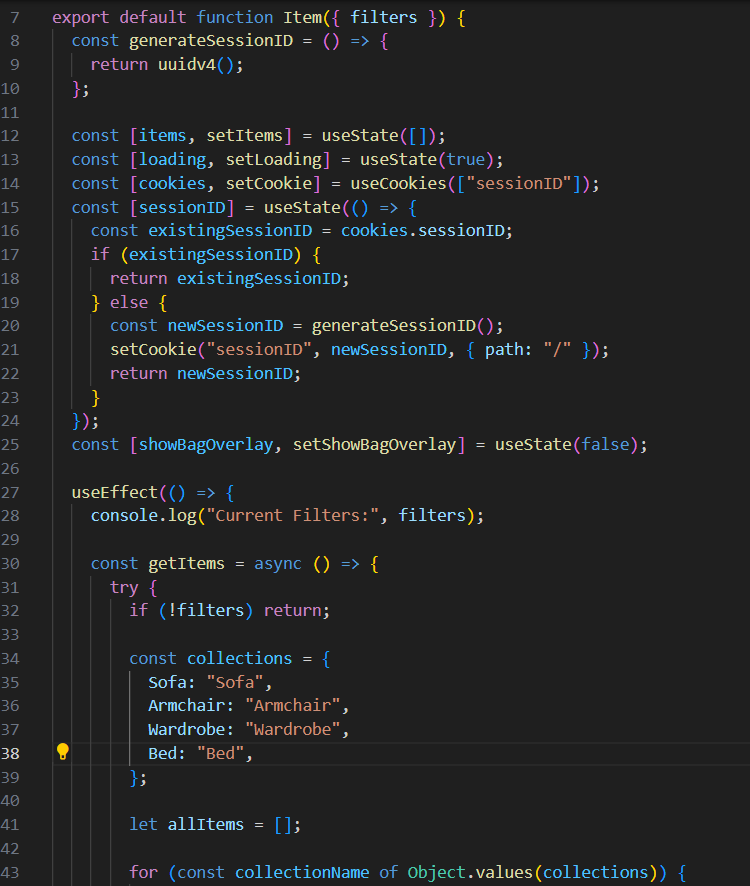 7 export default function Item({ filters }) {
8 const generateSessionID = () => {
9 return uuidv4();
10 };
11
12 const [items, setItems] = useState([]);
13 const [loading, setLoading] = useState(true);
14 const [cookies, setCookie] = useCookies(["sessionID"]);
15 const [sessionID] = useState(() => {
16 const existingSessionID = cookies.sessionID;
17 if (existingSessionID) {
18 return existingSessionID;
19 } else {
20 const newSessionID = generateSessionID();
21 setCookie("sessionID", newSessionID, { path: "/" });
22 return newSessionID;
23 }
24 });
25 const [showBagOverlay, setShowBagOverlay] = useState(false);
26
27 useEffect(() => {
28 console.log("Current Filters:", filters);
29
30 const getItems = async () => {
31 try {
32 if (!filters) return;
33
34 const collections = {
35 Sofa: "Sofa",
36 Armchair: "Armchair",
37 Wardrobe: "Wardrobe",
38 Bed: "Bed",
39 };
40
41 let allItems = [];
42
43 for (const collectionName of Object.values(collections)) {